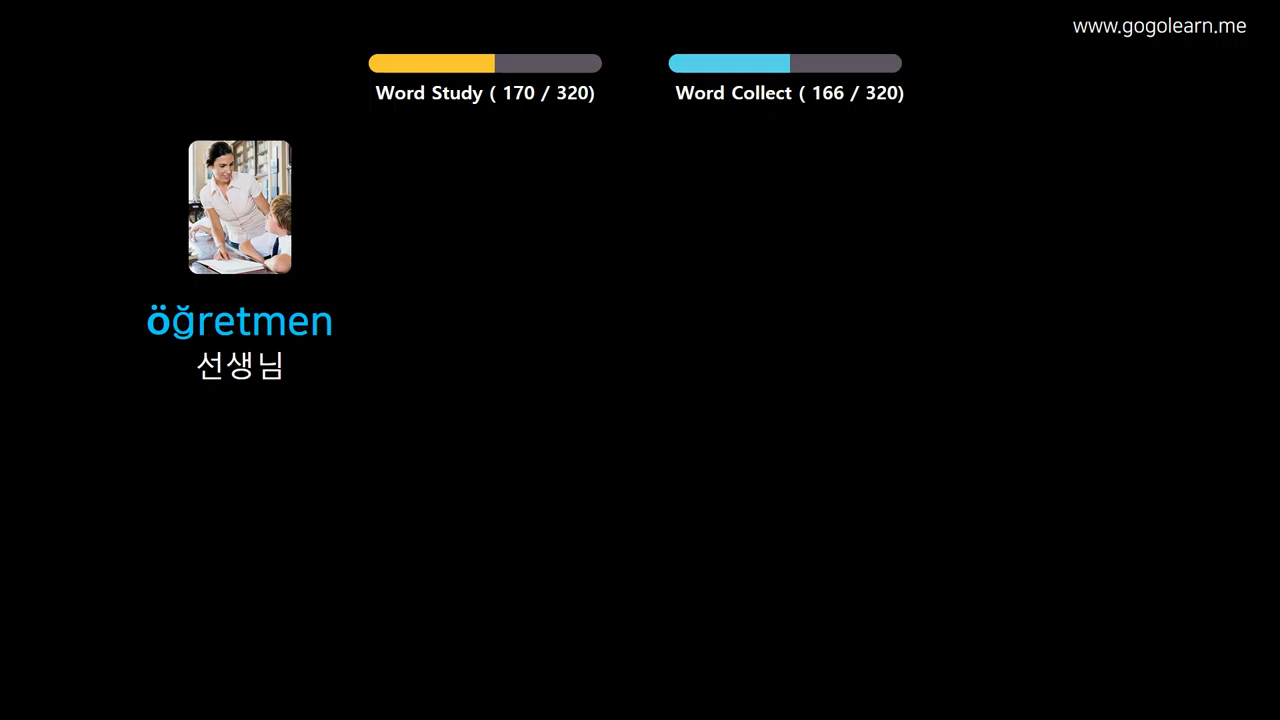 www.gogolearn.me
Word Study ( 170 / 320)
Word Collect ( 166 / 320)
öğretmen
선생님